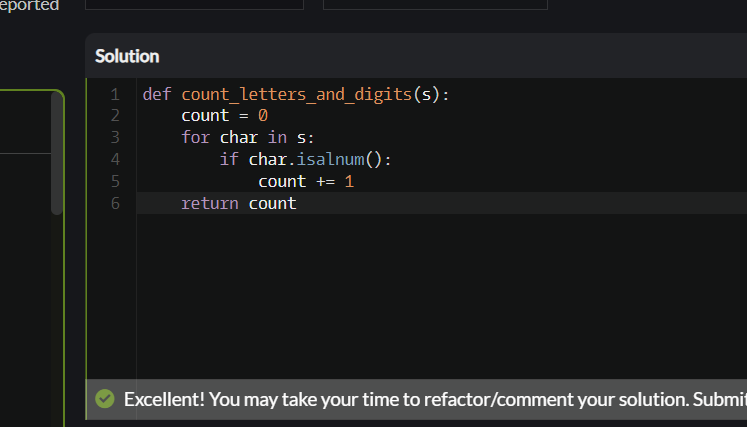 eported
Solution
1 def count_letters_and_digits(s):
2     count = 0
3     for char in s:
4         if char.isalnum():
5             count += 1
6     return count
Excellent! You may take your time to refactor/comment your solution. Submit